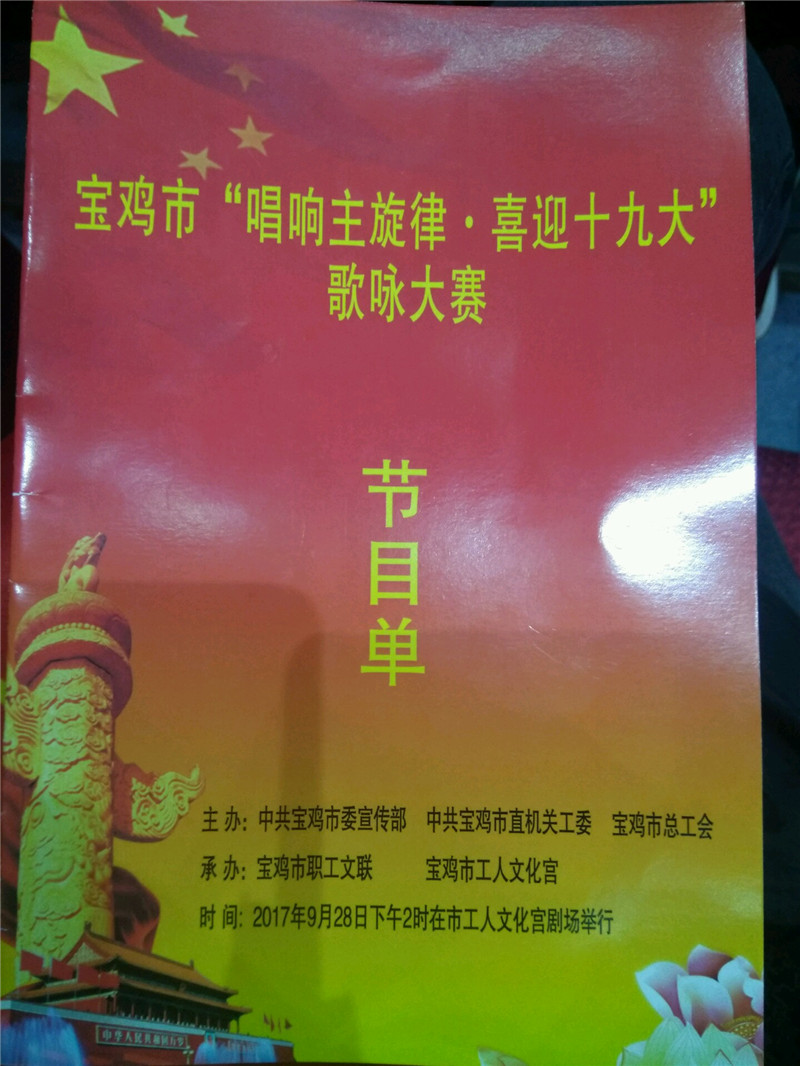 宝鸡市“唱响主旋律·喜迎十九大”
歌咏大赛
节目单
主办：中共宝鸡市委宣传部 中共宝鸡市直机关工委 宝鸡市总工会
承办：宝鸡市职工文联 宝鸡市工人文化宫
时间：2017年9月28日下午2时在市工人文化宫剧场举行